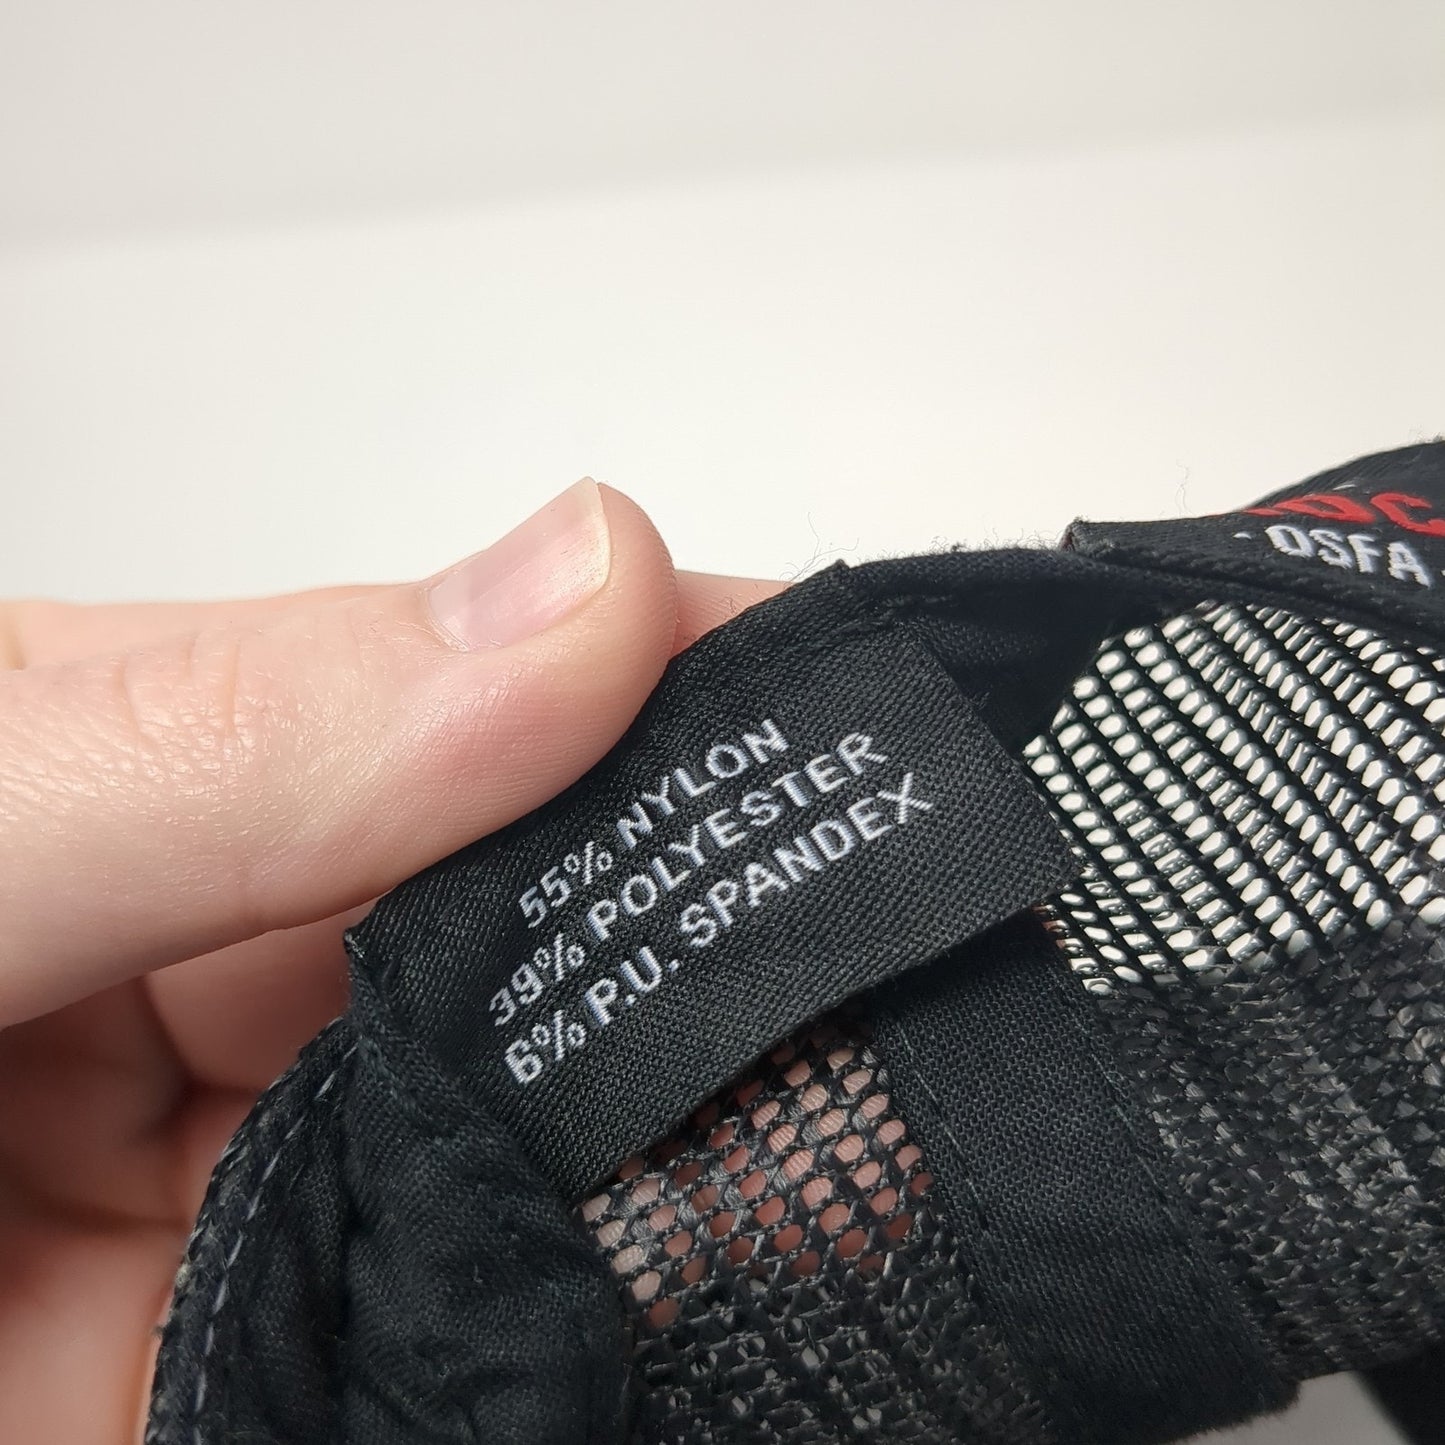 55% NYLON
39% POLYESTER
6% P.U. SPANDEX
· OSFA ·